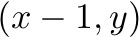 (x − 1, y)